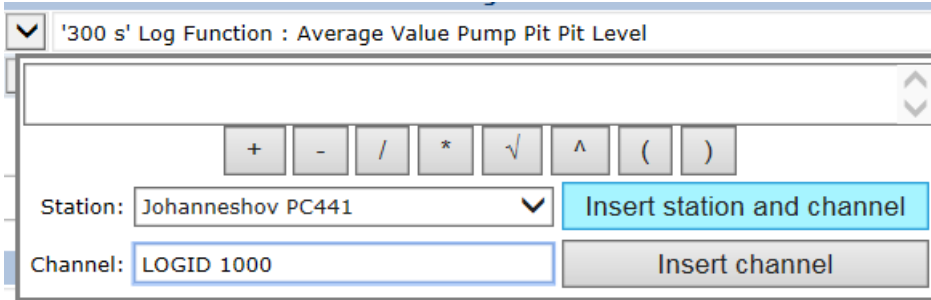 '300 s' Log Function : Average Value Pump Pit Pit Level
+ - / * √ ^ ( )
Station: Johanneshov PC441 Insert station and channel
Channel: LOGID 1000 Insert channel